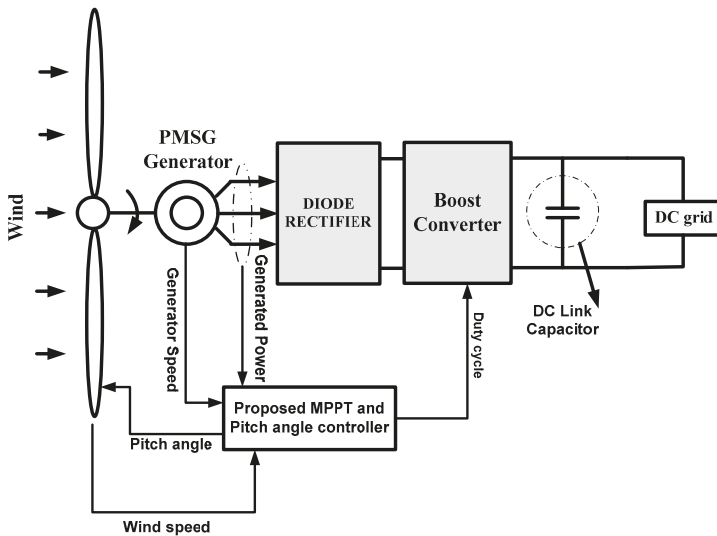 PMSG
Generator
Wind
DIODE
RECTIFIER
Boost
Converter
DC grid
DC Link
Capacitor
Generator Speed
Generated Power
Duty cycle
Proposed MPPT and
Pitch angle controller
Pitch angle
Wind speed